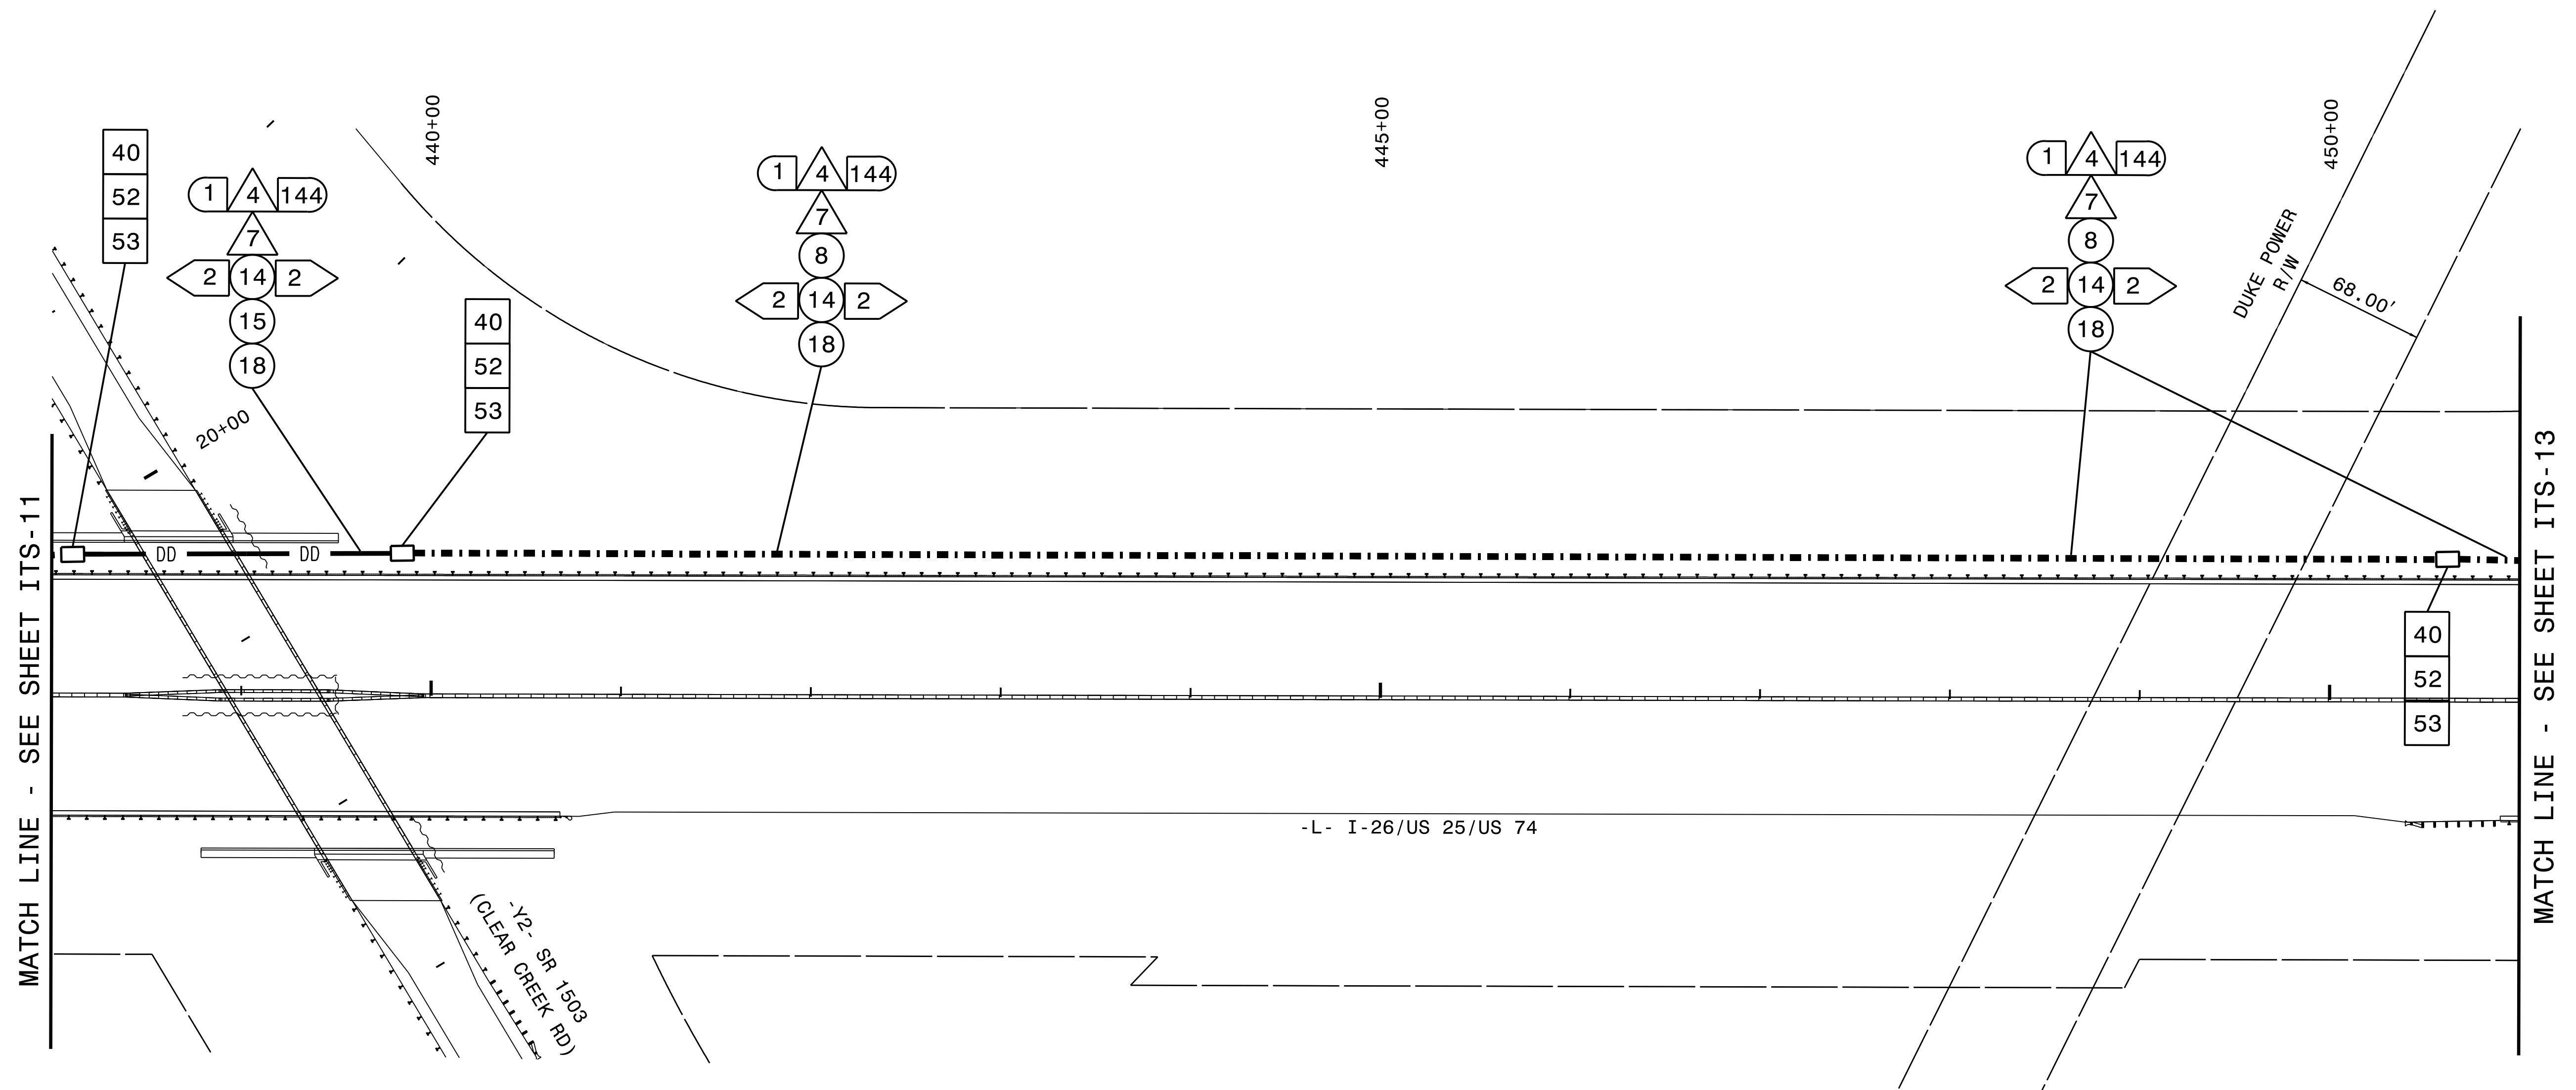 440+00
445+00
450+00
40
52
53
1 4 144
7
2 14 2
15
18
40
52
53
1 4 144
7
8
2 14 2
18
1 4 144
7
8
2 14 2
18
DUKE POWER
R/W
68.00'
20+00
DD DD
40
52
53
MATCH LINE - SEE SHEET ITS-11
MATCH LINE - SEE SHEET ITS-13
-L- I-26/US 25/US 74
-Y2- SR 1503
(CLEAR CREEK RD)